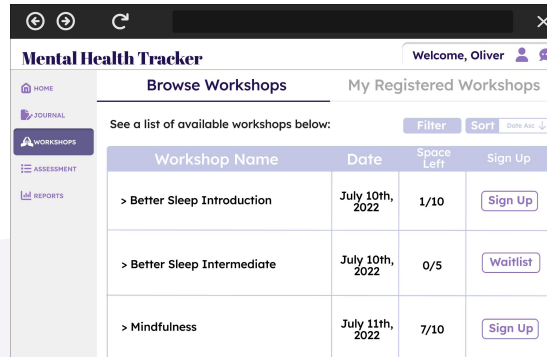 Mental Health Tracker
Welcome, Oliver
HOME
JOURNAL
WORKSHOPS
ASSESSMENT
REPORTS
Browse Workshops
My Registered Workshops
See a list of available workshops below:
Filter
Sort Date Asc ↓
Workshop Name Date Space Left Sign Up
> Better Sleep Introduction July 10th, 2022 1/10 Sign Up
> Better Sleep Intermediate July 10th, 2022 0/5 Waitlist
> Mindfulness July 11th, 2022 7/10 Sign Up